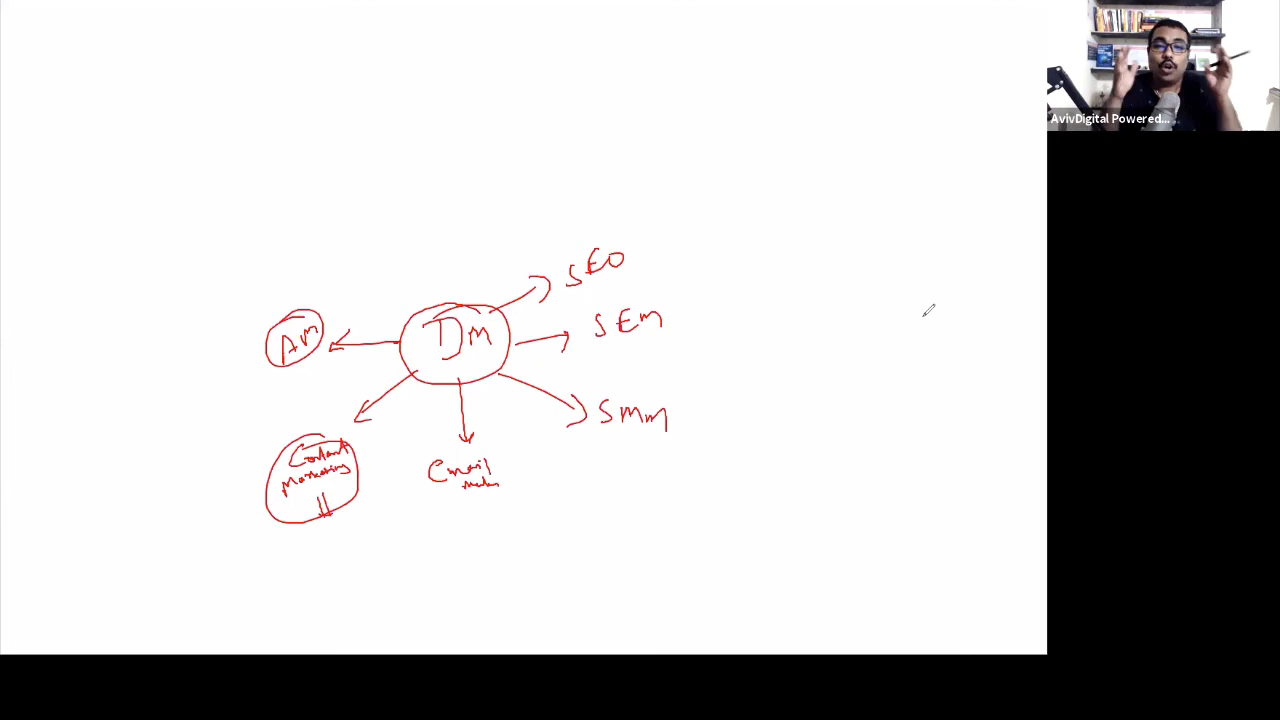 AvivDigital Powered...
SEO
DM
SEM
AM
SMM
Content
Marketing
Email